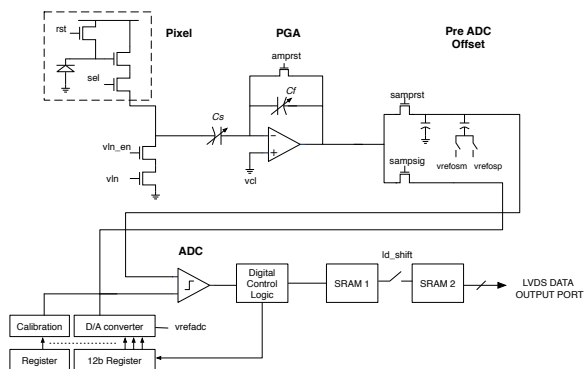 rst
Pixel
sel
PGA
amprst
Cf
Cs
vcl
vln_en
vln
Pre ADC
Offset
samprst
sampsig
vrefosm
vrefosp
ADC
Digital
Control
Logic
SRAM 1
ld_shift
SRAM 2
LVDS DATA
OUTPUT PORT
Calibration
D/A converter
vrefadc
Register
12b Register